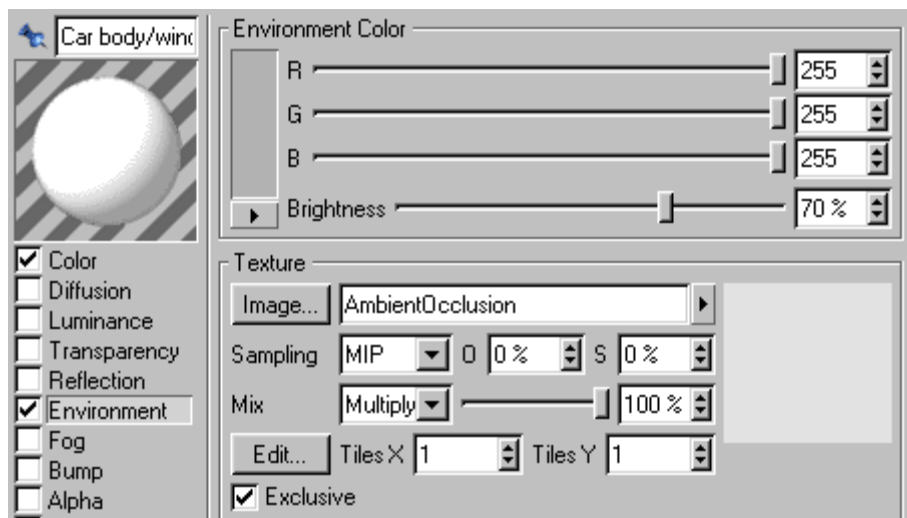 Car body/wind
Color
Diffusion
Luminance
Transparency
Reflection
Environment
Fog
Bump
Alpha
Environment Color
R 255
G 255
B 255
Brightness 70 %
Texture
Image... AmbientOcclusion
Sampling MIP O 0 % S 0 %
Mix Multiply 100 %
Edit... Tiles X 1 Tiles Y 1
Exclusive